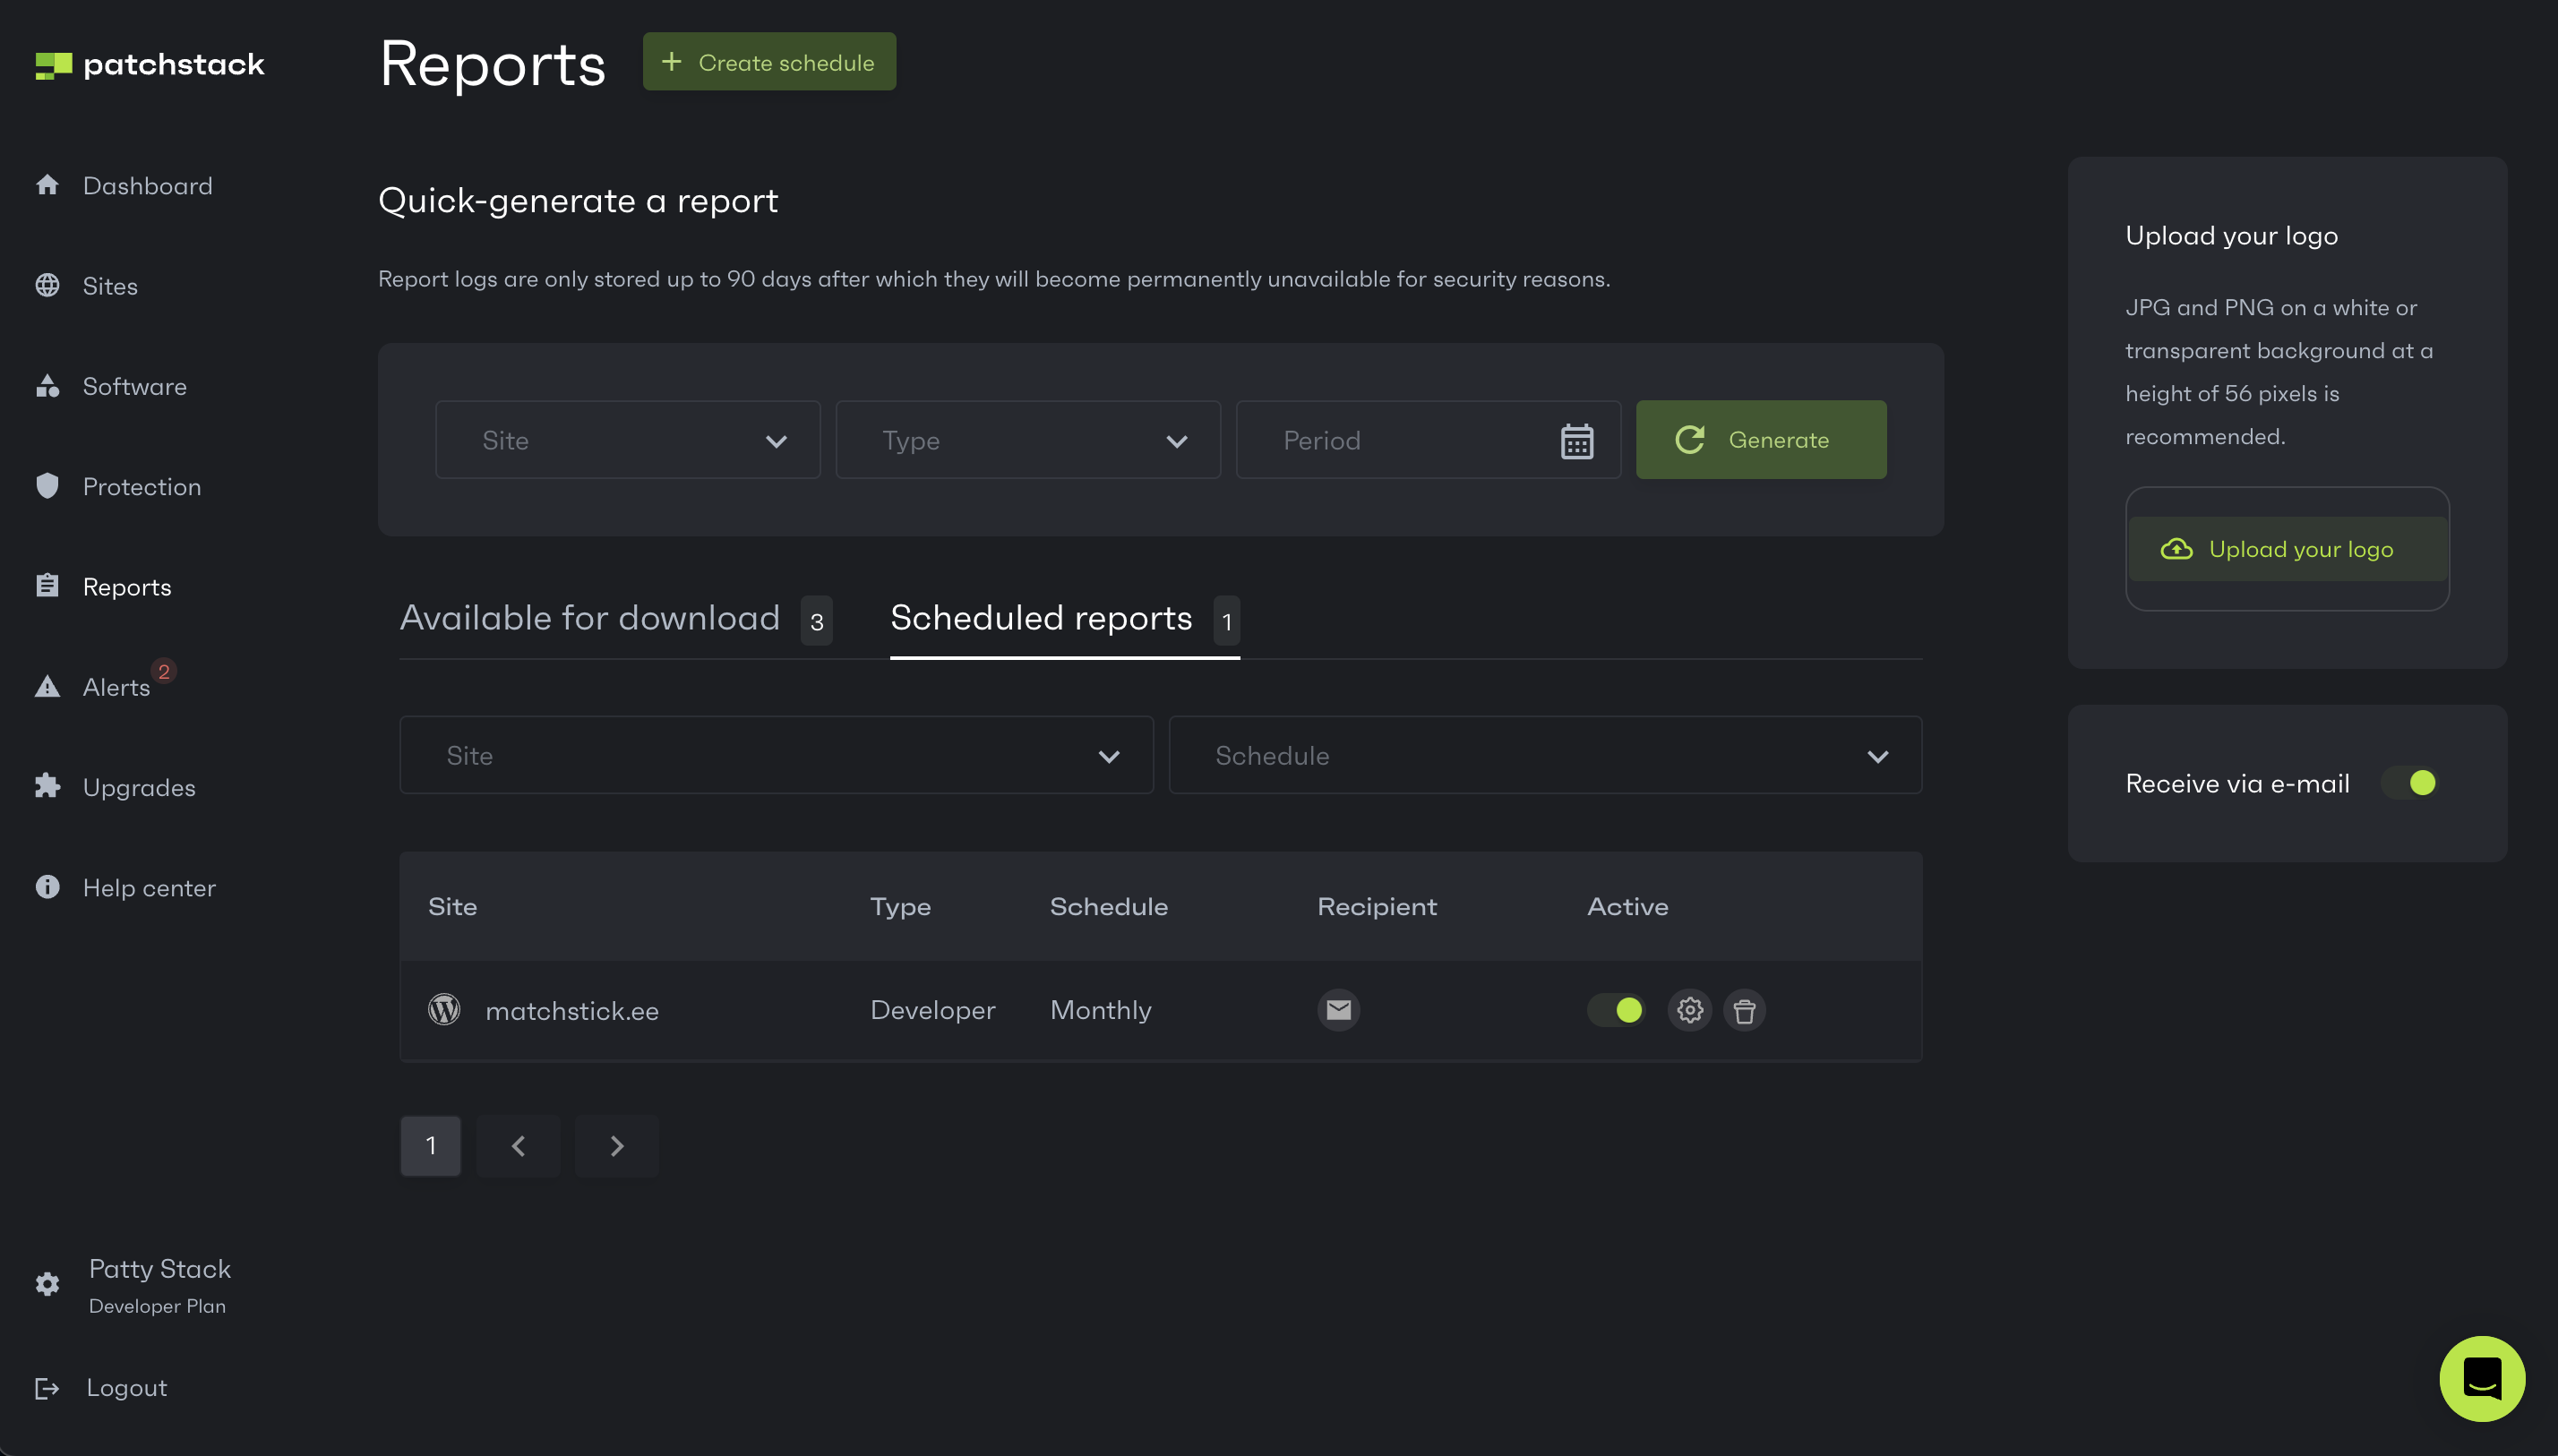 patchstack
Dashboard
Sites
Software
Protection
Reports
Alerts 2
Upgrades
Help center
Patty Stack
Developer Plan
Logout
Reports
+ Create schedule
Quick-generate a report
Report logs are only stored up to 90 days after which they will become permanently unavailable for security reasons.
Site Type Period Generate
Available for download 3 Scheduled reports 1
Site Schedule
Site Type Schedule Recipient Active
matchstick.ee Developer Monthly
1
Upload your logo
JPG and PNG on a white or
transparent background at a
height of 56 pixels is
recommended.
Upload your logo
Receive via e-mail